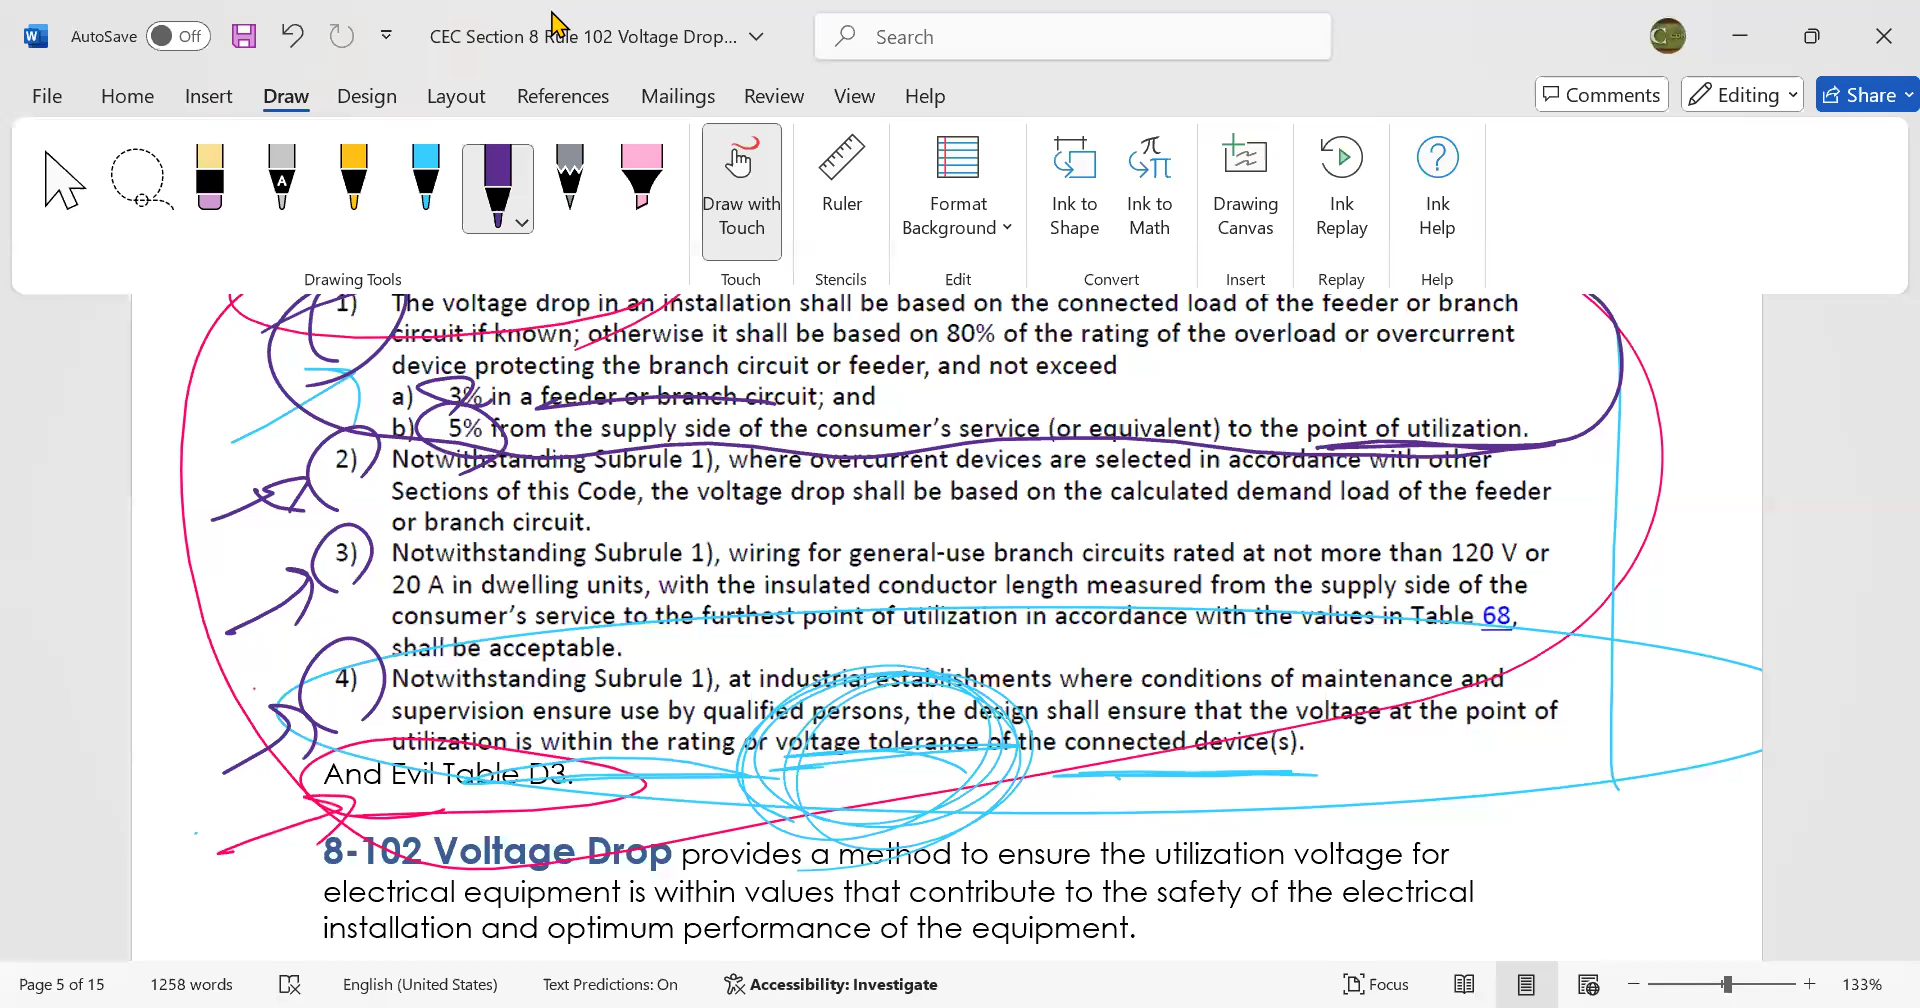 AutoSave Off CEC Section 8 Rule 102 Voltage Drop... Search
File Home Insert Draw Design Layout References Mailings Review View Help Comments Editing Share
Draw with Touch Ruler Format Background Ink to Shape Ink to Math Drawing Canvas Ink Replay Ink Help
Drawing Tools Touch Stencils Edit Convert Insert Replay Help
1) The voltage drop in an installation shall be based on the connected load of the feeder or branch
circuit if known; otherwise it shall be based on 80% of the rating of the overload or overcurrent
device protecting the branch circuit or feeder, and not exceed
a) 3% in a feeder or branch circuit; and
b) 5% from the supply side of the consumer's service (or equivalent) to the point of utilization.
2) Notwithstanding Subrule 1), where overcurrent devices are selected in accordance with other
Sections of this Code, the voltage drop shall be based on the calculated demand load of the feeder
or branch circuit.
3) Notwithstanding Subrule 1), wiring for general-use branch circuits rated at not more than 120 V or
20 A in dwelling units, with the insulated conductor length measured from the supply side of the
consumer's service to the furthest point of utilization in accordance with the values in Table 68,
shall be acceptable.
4) Notwithstanding Subrule 1), at industrial establishments where conditions of maintenance and
supervision ensure use by qualified persons, the design shall ensure that the voltage at the point of
utilization is within the rating or voltage tolerance of the connected device(s).
And Evil Table D3.
8-102 Voltage Drop provides a method to ensure the utilization voltage for
electrical equipment is within values that contribute to the safety of the electrical
installation and optimum performance of the equipment.
Page 5 of 15 1258 words English (United States) Text Predictions: On Accessibility: Investigate Focus 133%